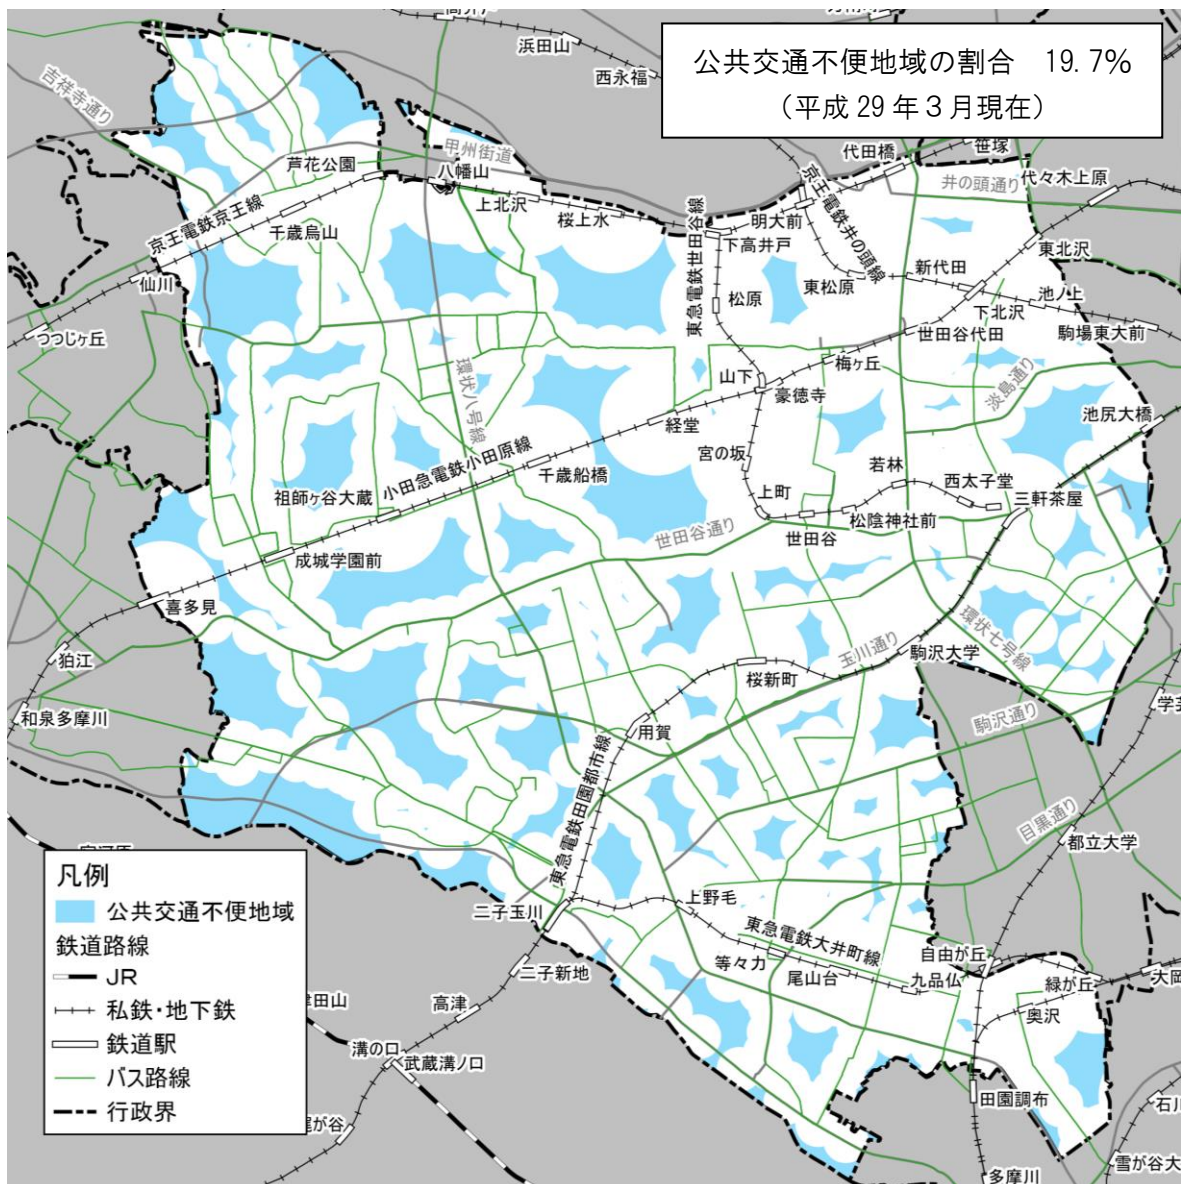 公共交通不便地域の割合 19.7%
（平成29年3月現在）
浜田山
西永福
吉祥寺通り
甲州街道
代田橋
笹塚
井の頭通り
代々木上原
芦花公園
八幡山
上北沢
桜上水
東急電鉄世田谷線
明大前
京王電鉄井の頭線
下高井戸
東北沢
京王電鉄京王線
千歳烏山
仙川
つつじヶ丘
松原
東松原
新代田
下北沢
池ノ上
駒場東大前
世田谷代田
環状八号線
山下
豪徳寺
梅ヶ丘
淡島通り
池尻大橋
経堂
宮の坂
若林
小田急電鉄小田原線
千歳船橋
祖師ヶ谷大蔵
上町
西太子堂
三軒茶屋
松陰神社前
世田谷
世田谷通り
成城学園前
喜多見
狛江
和泉多摩川
環状七号線
玉川通り
駒沢大学
桜新町
駒沢通り
用賀
東急電鉄田園都市線
目黒通り
都立大学
二子玉川
上野毛
東急電鉄大井町線
等々力
尾山台
九品仏
自由が丘
緑が丘
奥沢
二子新地
高津
溝の口
武蔵溝ノ口
田園調布
多摩川
凡例
公共交通不便地域
鉄道路線
JR
私鉄・地下鉄
鉄道駅
バス路線
行政界